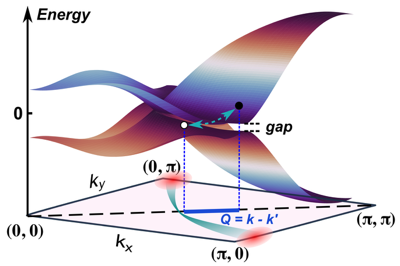 Energy
0
gap
(0, π)
k_y
Q = k - k'
(π, π)
(0, 0)
k_x
(π, 0)